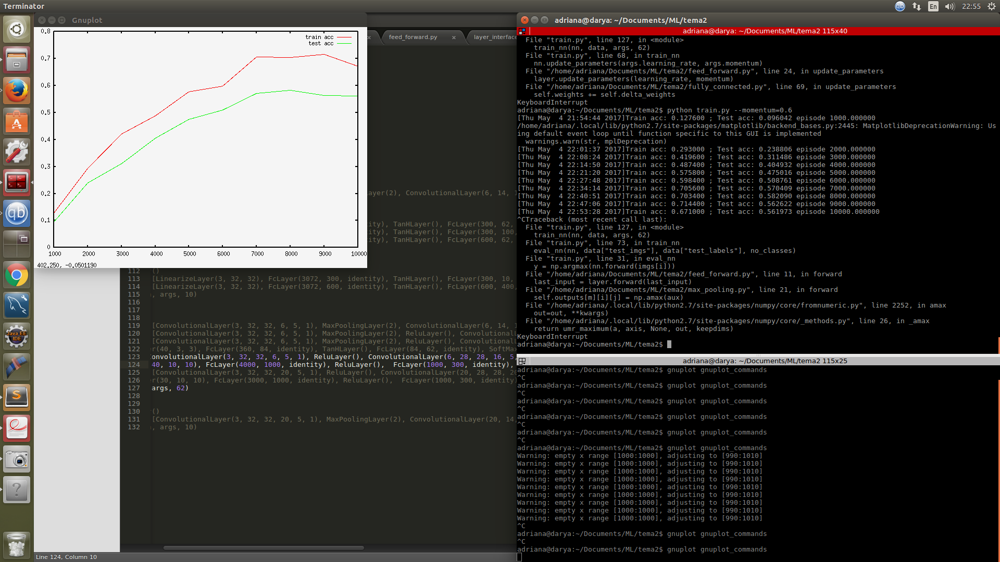 Terminator
En
22:55
Gnuplot
train acc
test acc
0.8
0.7
0.6
0.5
0.4
0.3
0.2
0.1
0
1000 2000 3000 4000 5000 6000 7000 8000 9000 10000
402.250, -0.0501190
feed_forward.py
layer_interface
ayer(2), ConvolutionalLayer(6, 14, 1
tity), TanHLayer(), FcLayer(300, 62,
tity), TanHLayer(), FcLayer(300, 100,
tity), TanHLayer(), FcLayer(600, 62,
112 ()
113 [LinearizeLayer(3, 32, 32), FcLayer(3072, 300, identity), TanHLayer(), FcLayer(300, 10,
114 [LinearizeLayer(3, 32, 32), FcLayer(3072, 600, identity), TanHLayer(), FcLayer(600, 400,
115 , args, 10)
116
117
118
119 [ConvolutionalLayer(3, 32, 32, 6, 5, 1), MaxPoolingLayer(2), ConvolutionalLayer(6, 14, 1
120 [ConvolutionalLayer(3, 32, 32, 6, 5, 1), MaxPoolingLayer(2), ReluLayer(), ConvolutionalL
121 [ConvolutionalLayer(3, 32, 32, 6, 5, 1), MaxPoolingLayer(2), ReluLayer(), ConvolutionalL
122 er(40, 3, 3), FcLayer(360, 84, identity), TanHLayer(), FcLayer(84, 62, identity), SoftMax
123 onvolutionalLayer(3, 32, 32, 6, 5, 1), ReluLayer(), ConvolutionalLayer(6, 28, 28, 16, 5,
124 40, 10, 10), FcLayer(4000, 1000, identity), ReluLayer(),  FcLayer(1000, 300, identity),
125 [ConvolutionalLayer(3, 32, 32, 20, 5, 1), ReluLayer(), ConvolutionalLayer(20, 28, 28, 20
126 er(30, 10, 10), FcLayer(3000, 1000, identity), ReluLayer(),  FcLayer(1000, 300, identity)
127 args, 62)
128
129
130 ()
131 [ConvolutionalLayer(3, 32, 32, 20, 5, 1), MaxPoolingLayer(2), ConvolutionalLayer(20, 14,
132 , args, 10)
Line 124, Column 10
adriana@darya: ~/Documents/ML/tema2
adriana@darya: ~/Documents/ML/tema2 115x40
File "train.py", line 127, in <module>
train_nn(nn, data, args, 62)
File "train.py", line 68, in train_nn
nn.update_parameters(args.learning_rate, args.momentum)
File "/home/adriana/Documents/ML/tema2/feed_forward.py", line 24, in update_parameters
layer.update_parameters(learning_rate, momentum)
File "/home/adriana/Documents/ML/tema2/fully_connected.py", line 69, in update_parameters
self.weights += self.delta_weights
KeyboardInterrupt
adriana@darya:~/Documents/ML/tema2$ python train.py --momentum=0.6
[Thu May  4 21:54:44 2017]Train acc: 0.127600 ; Test acc: 0.096042 episode 1000.000000
/home/adriana/.local/lib/python2.7/site-packages/matplotlib/backend_bases.py:2445: MatplotlibDeprecationWarning: Us
ing default event loop until function specific to this GUI is implemented
warnings.warn(str, mplDeprecation)
[Thu May  4 22:01:37 2017]Train acc: 0.293000 ; Test acc: 0.238806 episode 2000.000000
[Thu May  4 22:08:24 2017]Train acc: 0.419600 ; Test acc: 0.311486 episode 3000.000000
[Thu May  4 22:14:50 2017]Train acc: 0.487400 ; Test acc: 0.404932 episode 4000.000000
[Thu May  4 22:21:20 2017]Train acc: 0.575800 ; Test acc: 0.475016 episode 5000.000000
[Thu May  4 22:27:48 2017]Train acc: 0.598400 ; Test acc: 0.508761 episode 6000.000000
[Thu May  4 22:34:14 2017]Train acc: 0.705600 ; Test acc: 0.570409 episode 7000.000000
[Thu May  4 22:40:51 2017]Train acc: 0.703400 ; Test acc: 0.582090 episode 8000.000000
[Thu May  4 22:47:06 2017]Train acc: 0.714400 ; Test acc: 0.562622 episode 9000.000000
[Thu May  4 22:53:28 2017]Train acc: 0.671000 ; Test acc: 0.561973 episode 10000.000000
^CTraceback (most recent call last):
File "train.py", line 127, in <module>
train_nn(nn, data, args, 62)
File "train.py", line 73, in train_nn
eval_nn(nn, data["test_imgs"], data["test_labels"], no_classes)
File "train.py", line 31, in eval_nn
y = np.argmax(nn.forward(imgs[i]))
File "/home/adriana/Documents/ML/tema2/feed_forward.py", line 11, in forward
last_input = layer.forward(last_input)
File "/home/adriana/Documents/ML/tema2/max_pooling.py", line 21, in forward
self.outputs[m][i][j] = np.amax(aux)
File "/home/adriana/.local/lib/python2.7/site-packages/numpy/core/fromnumeric.py", line 2252, in amax
out=out, **kwargs)
File "/home/adriana/.local/lib/python2.7/site-packages/numpy/core/_methods.py", line 26, in _amax
return umr_maximum(a, axis, None, out, keepdims)
KeyboardInterrupt
adriana@darya:~/Documents/ML/tema2$
adriana@darya: ~/Documents/ML/tema2 115x25
adriana@darya:~/Documents/ML/tema2$ gnuplot gnuplot_commands
^C
adriana@darya:~/Documents/ML/tema2$ gnuplot gnuplot_commands
^C
adriana@darya:~/Documents/ML/tema2$ gnuplot gnuplot_commands
^C
adriana@darya:~/Documents/ML/tema2$ gnuplot gnuplot_commands
^C
adriana@darya:~/Documents/ML/tema2$ gnuplot gnuplot_commands
^C
adriana@darya:~/Documents/ML/tema2$ gnuplot gnuplot_commands
Warning: empty x range [1000:1000], adjusting to [990:1010]
Warning: empty x range [1000:1000], adjusting to [990:1010]
Warning: empty x range [1000:1000], adjusting to [990:1010]
Warning: empty x range [1000:1000], adjusting to [990:1010]
Warning: empty x range [1000:1000], adjusting to [990:1010]
Warning: empty x range [1000:1000], adjusting to [990:1010]
Warning: empty x range [1000:1000], adjusting to [990:1010]
Warning: empty x range [1000:1000], adjusting to [990:1010]
Warning: empty x range [1000:1000], adjusting to [990:1010]
^C
adriana@darya:~/Documents/ML/tema2$ gnuplot gnuplot_commands
^C
adriana@darya:~/Documents/ML/tema2$ gnuplot gnuplot_commands